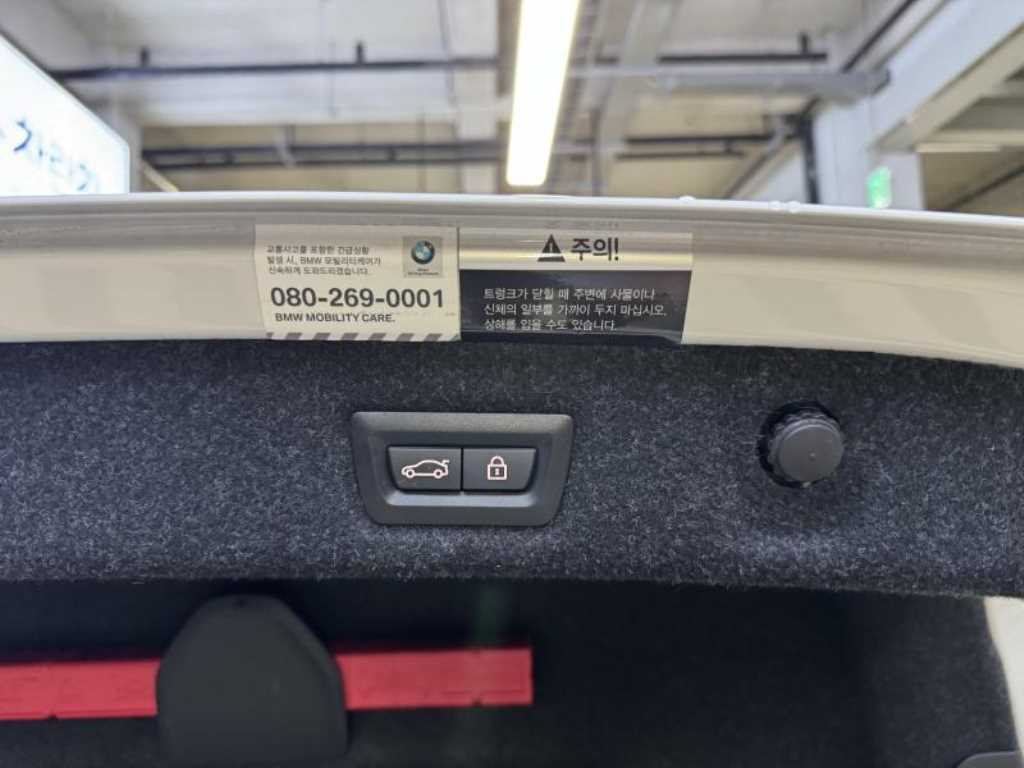 교통사고를 포함한 긴급상황
발생 시, BMW 모빌리티케어가
신속하게 도와드리겠습니다.
080-269-0001
BMW MOBILITY CARE.
주의!
트렁크가 닫힐 때 주변에 사물이나
신체의 일부를 가까이 두지 마십시오.
상해를 입을 수도 있습니다.